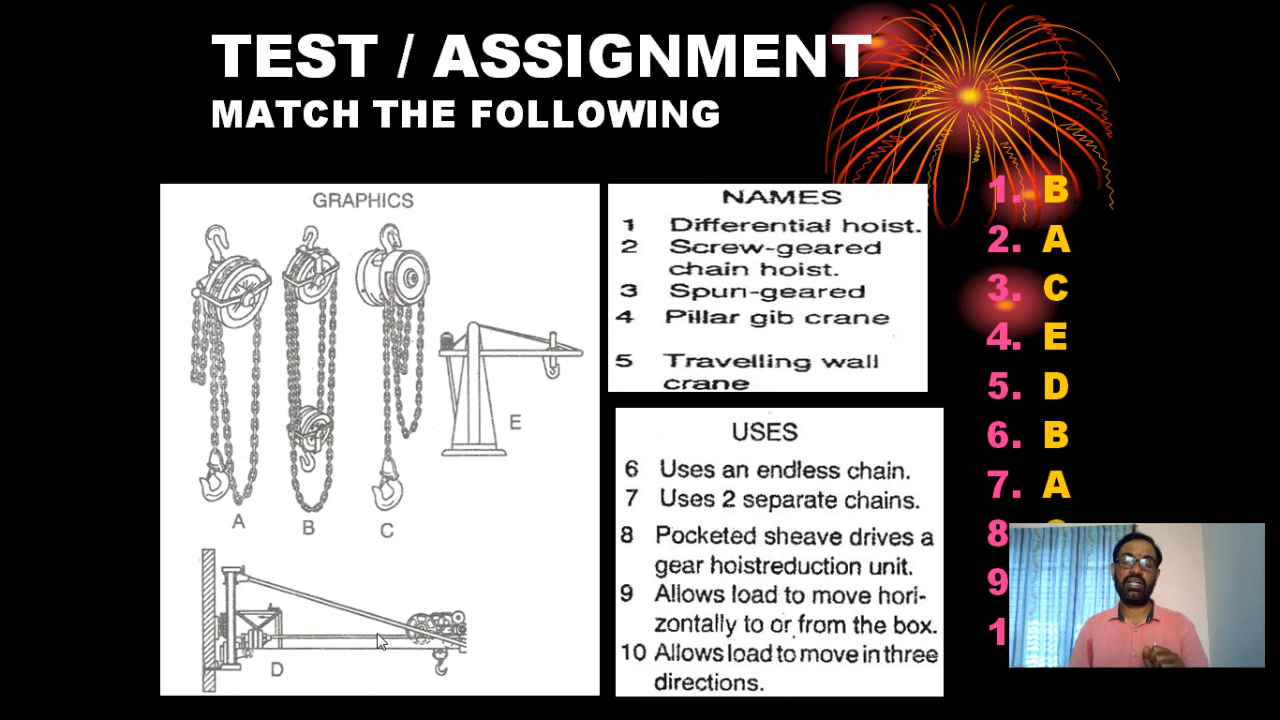 TEST / ASSIGNMENT
MATCH THE FOLLOWING
GRAPHICS
A
B
C
E
D
NAMES
1 Differential hoist.
2 Screw-geared
chain hoist.
3 Spun-geared
4 Pillar gib crane
5 Travelling wall
crane
USES
6 Uses an endless chain.
7 Uses 2 separate chains.
8 Pocketed sheave drives a
gear hoistreduction unit.
9 Allows load to move hori-
zontally to or from the box.
10 Allows load to move in three
directions.
1. B
2. A
3. C
4. E
5. D
6. B
7. A
8
9
1